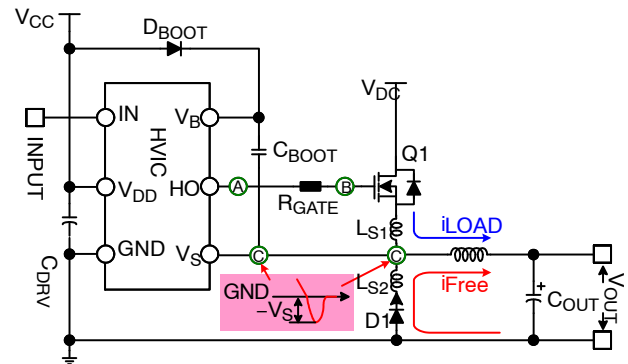 VCC
DBOOT
VDC
IN
VB
HVIC
INPUT
CBOOT
Q1
VDD
HO
A
RGATE
B
LS1
iLOAD
GND
VS
C
C
CDRV
GND
−VS
LS2
iFree
D1
+
COUT
VOUT